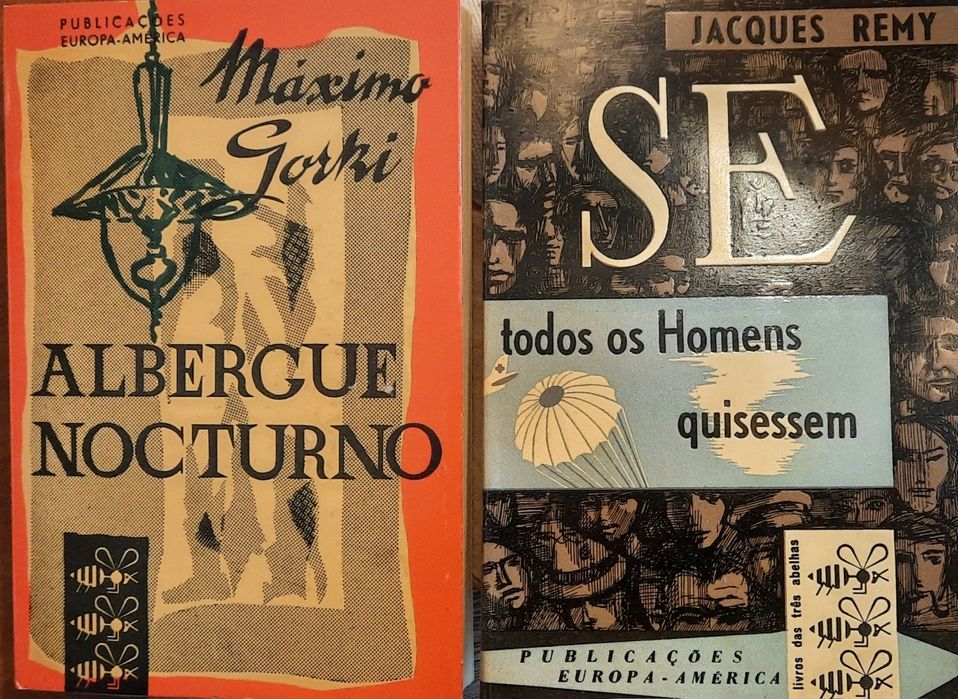 PUBLICAÇÕES
EUROPA-AMÉRICA
Máximo
Gorki
ALBERGUE
NOCTURNO
JACQUES REMY
SE
todos os Homens
quisessem
livros das três abelhas
PUBLICAÇÕES
EUROPA-AMÉRICA